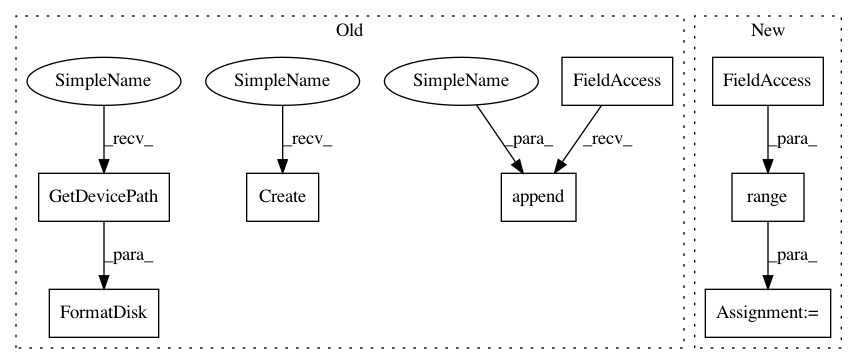 Old
New
SimpleName
SimpleName
SimpleName
FieldAccess
FieldAccess
_recv_
_recv_
_para_
_recv_
_para_
GetDevicePath
Create
append
range
_para_
_para_
FormatDisk
Assignment:=